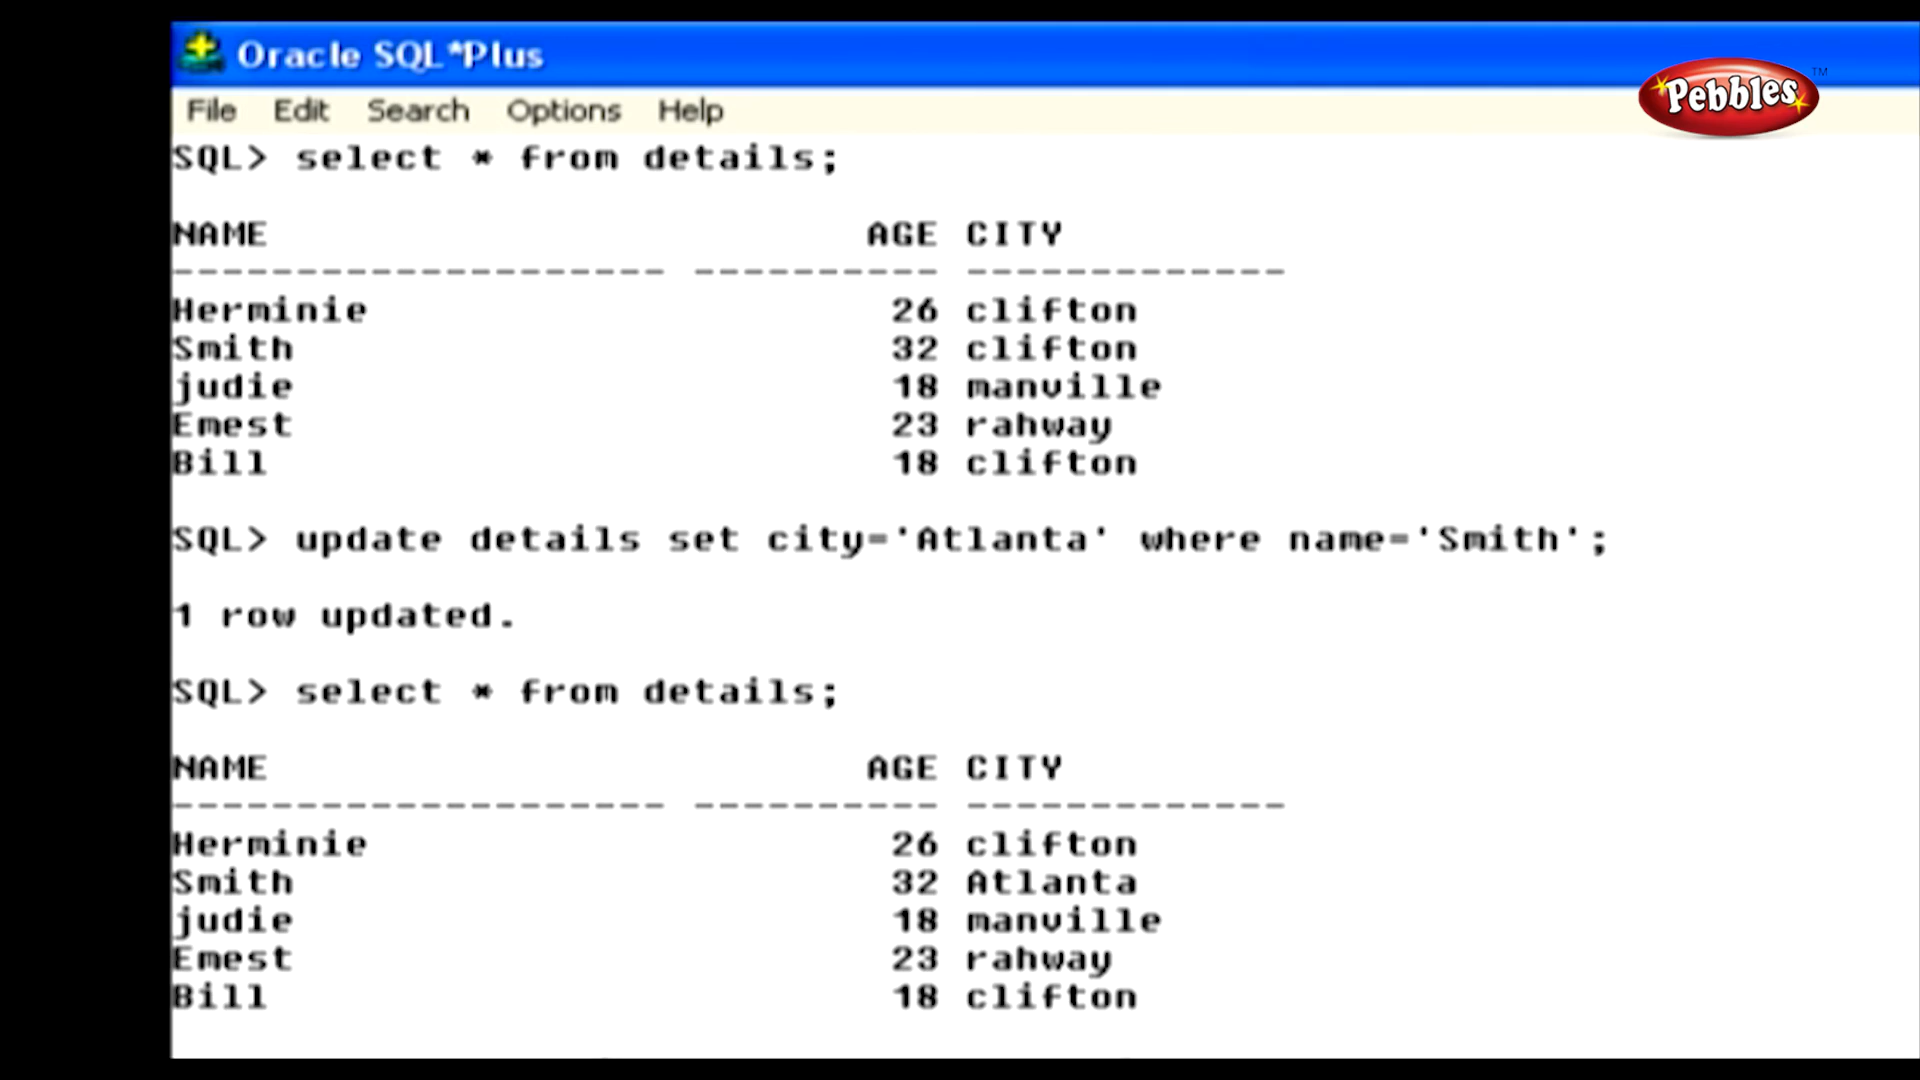 Oracle SQL*Plus
Pebbles™
File Edit Search Options Help
SQL> select * from details;
NAME AGE CITY
-------------------- ---------- -------------
Herminie 26 clifton
Smith 32 clifton
judie 18 manville
Emest 23 rahway
Bill 18 clifton
SQL> update details set city='Atlanta' where name='Smith';
1 row updated.
SQL> select * from details;
NAME AGE CITY
-------------------- ---------- -------------
Herminie 26 clifton
Smith 32 Atlanta
judie 18 manville
Emest 23 rahway
Bill 18 clifton